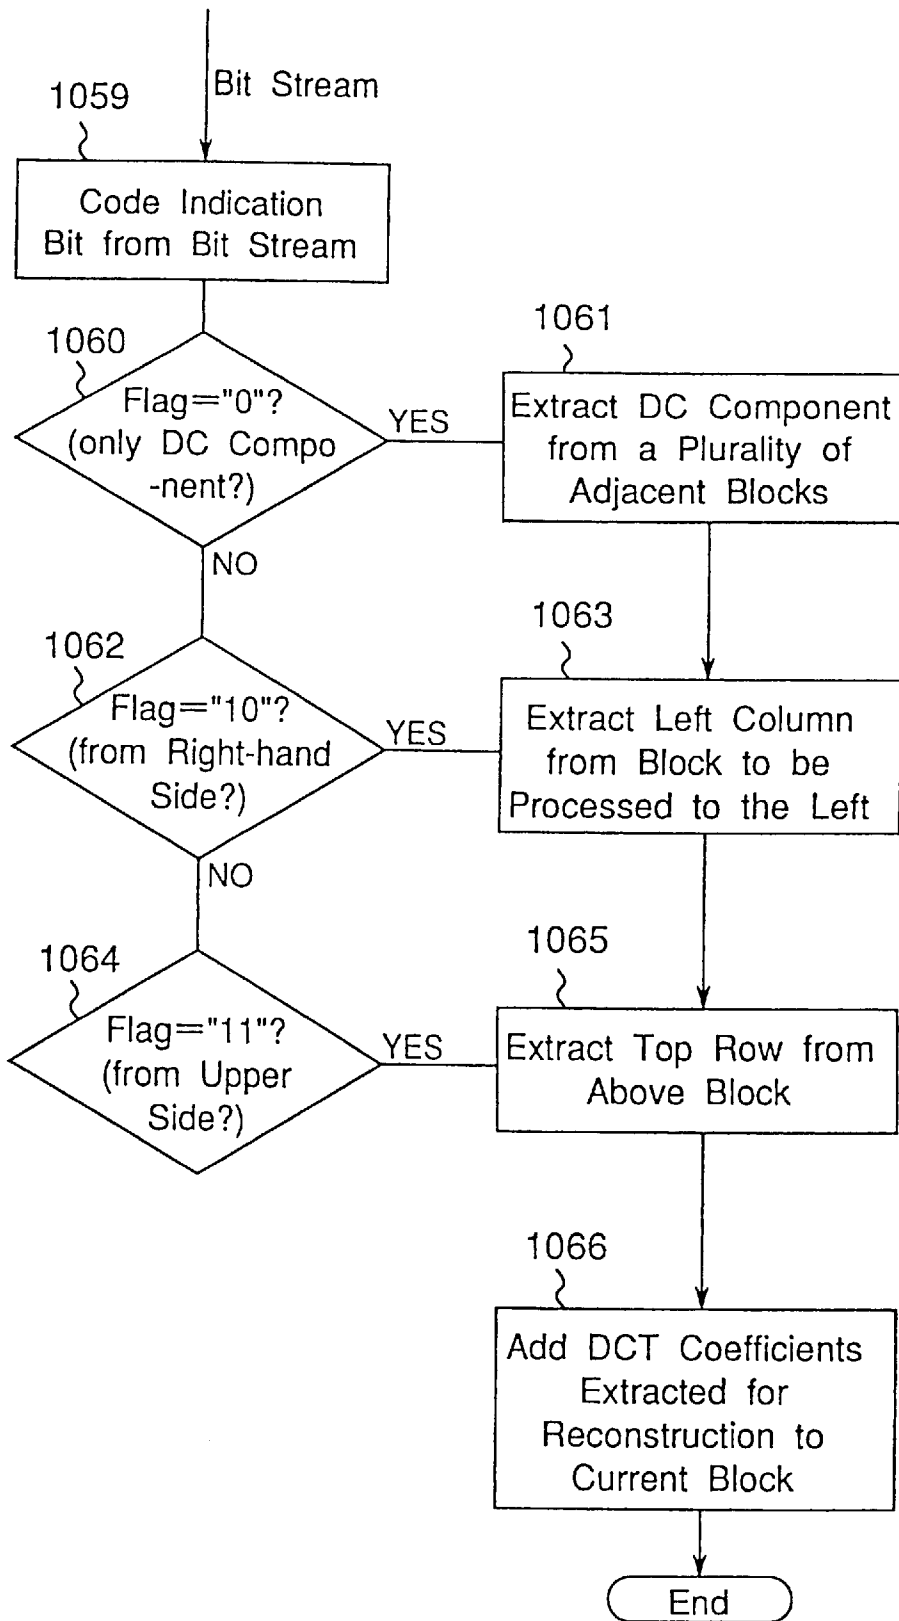 Bit Stream
1059
Code Indication
Bit from Bit Stream
1060
Flag="0"?
(only DC Compo
-nent?)
YES
NO
1061
Extract DC Component
from a Plurality of
Adjacent Blocks
1062
Flag="10"?
(from Right-hand
Side?)
YES
NO
1063
Extract Left Column
from Block to be
Processed to the Left
1064
Flag="11"?
(from Upper
Side?)
YES
1065
Extract Top Row from
Above Block
1066
Add DCT Coefficients
Extracted for
Reconstruction to
Current Block
End